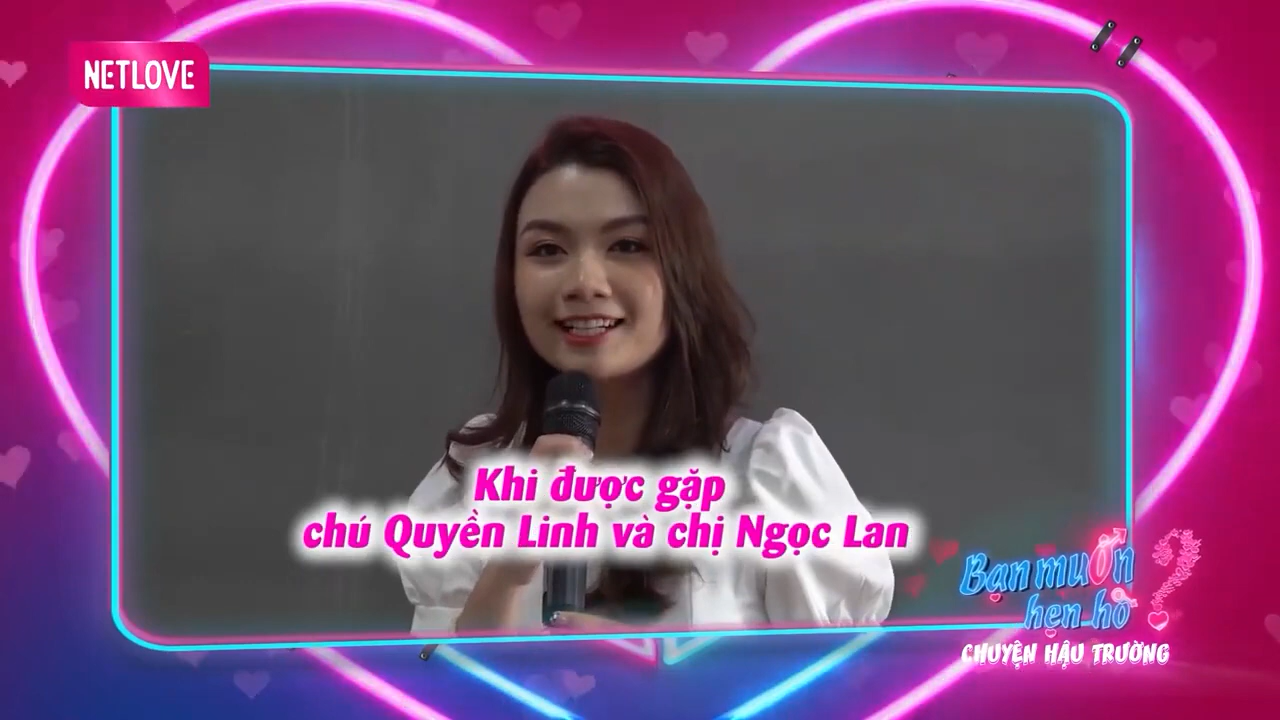 NETLOVE
Khi được gặp
chú Quyền Linh và chị Ngọc Lan
Bạn muốn
hẹn hò ?
CHUYỆN HẬU TRƯỜNG